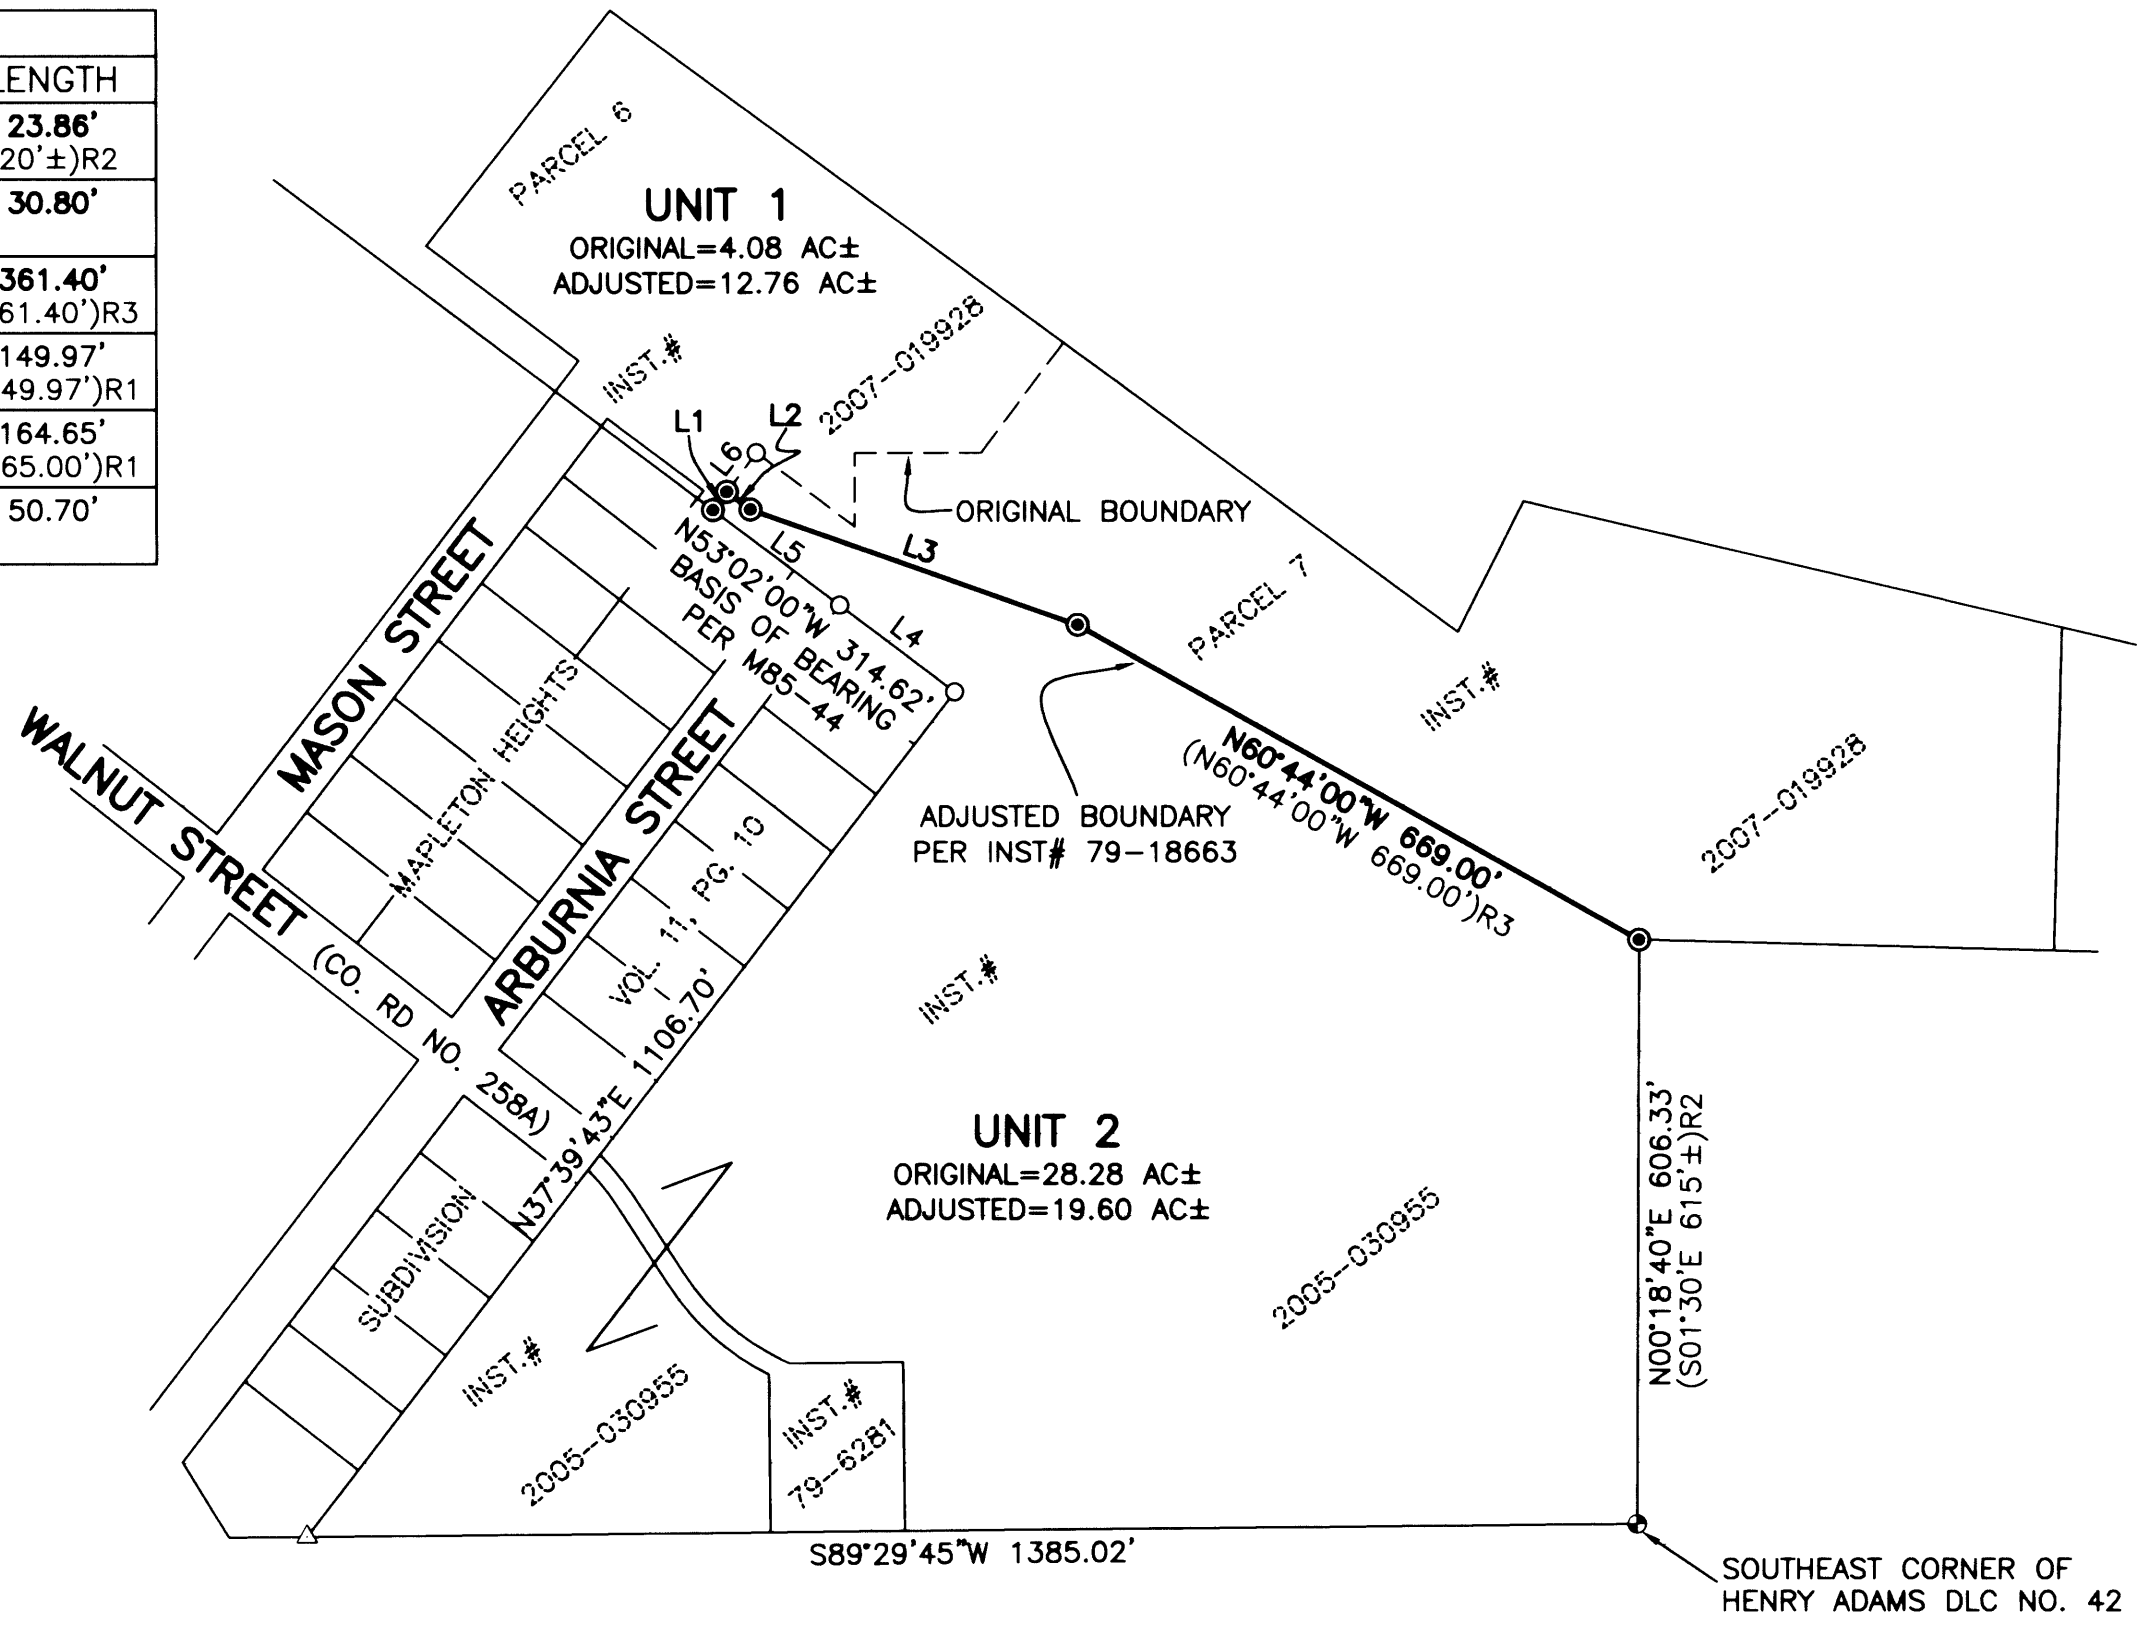 LENGTH
23.86'
20'±)R2
30.80'
361.40'
61.40')R3
149.97'
49.97')R1
164.65'
65.00')R1
50.70'
PARCEL 6
UNIT 1
ORIGINAL=4.08 AC±
ADJUSTED=12.76 AC±
INST.#
2007-019928
L1
L2
L6
ORIGINAL BOUNDARY
L3
L5
L4
N53°02'00"W 314.62'
BASIS OF BEARING
PER M85-44
PARCEL 7
INST.#
2007-019928
N60°44'00"W 669.00'
(N60°44'00"W 669.00')R3
ADJUSTED BOUNDARY
PER INST# 79-18663
MASON STREET
WALNUT STREET
(CO. RD NO. 258A)
MAPLETON HEIGHTS
ARBURNIA STREET
VOL. 11, PG. 10
N37°39'43"E 1106.70'
SUBDIVISION
INST.#
UNIT 2
ORIGINAL=28.28 AC±
ADJUSTED=19.60 AC±
2005-030955
N00°18'40"E 606.33'
(S01°30'E 615'±)R2
INST.#
2005-030955
INST.#
79-6281
S89°29'45"W 1385.02'
SOUTHEAST CORNER OF
HENRY ADAMS DLC NO. 42